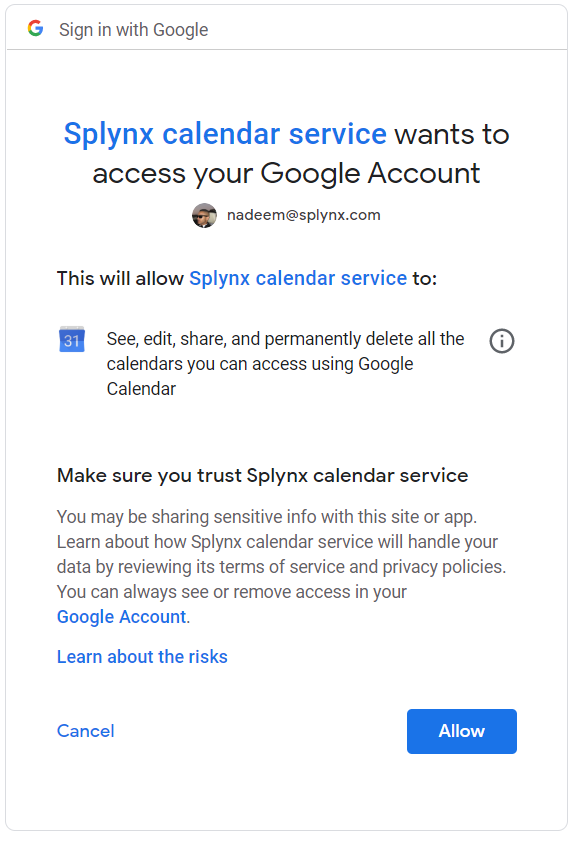 Sign in with Google
Splynx calendar service wants to
access your Google Account
nadeem@splynx.com
This will allow Splynx calendar service to:
31
See, edit, share, and permanently delete all the
calendars you can access using Google
Calendar
Make sure you trust Splynx calendar service
You may be sharing sensitive info with this site or app.
Learn about how Splynx calendar service will handle your
data by reviewing its terms of service and privacy policies.
You can always see or remove access in your
Google Account.
Learn about the risks
Cancel
Allow